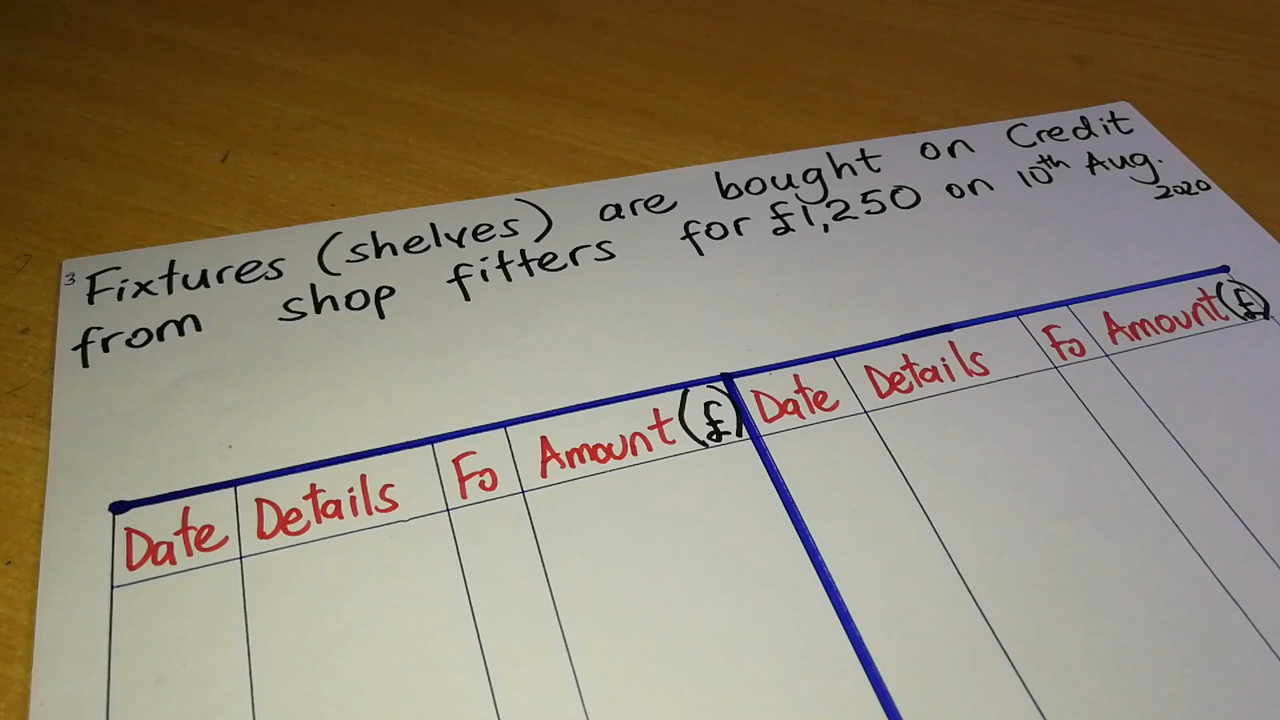 3 Fixtures (shelves) are bought on Credit
from shop fitters for £1,250 on 10th Aug.
2020
Date Details Fo Amount (£) Date Details Fo Amount (£)